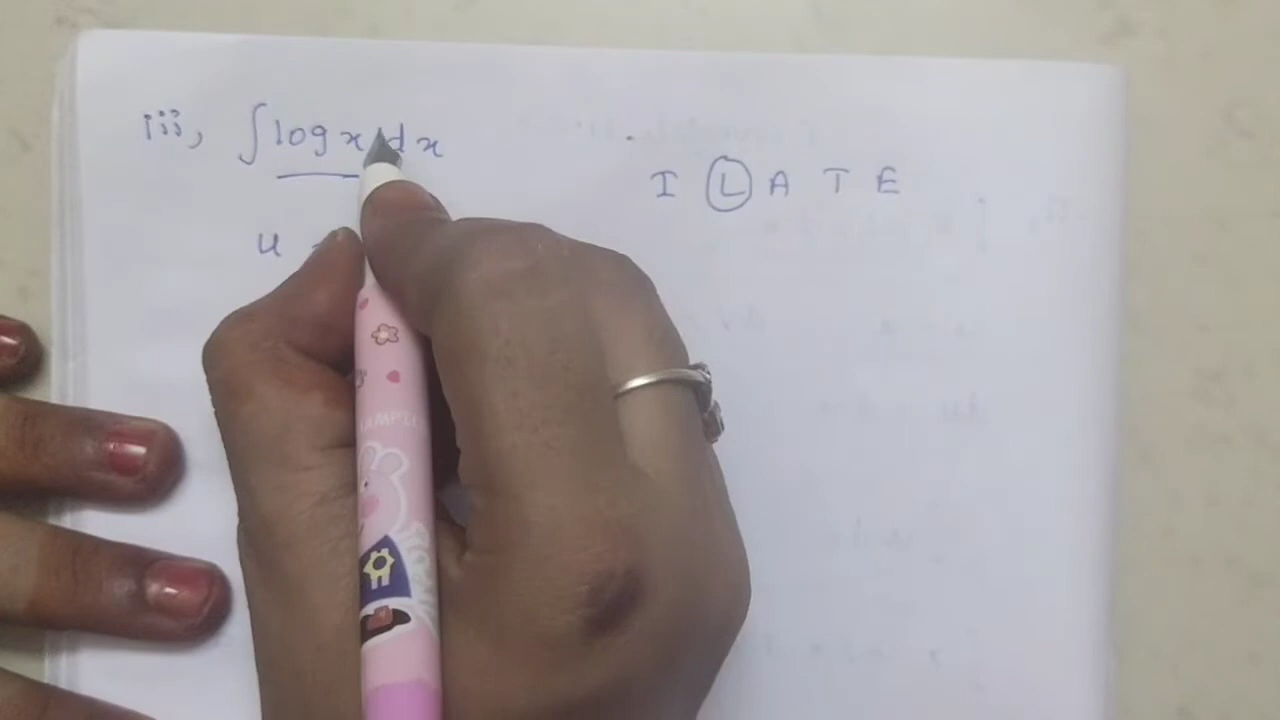 iii, ∫ log x dx
I L A T E
u